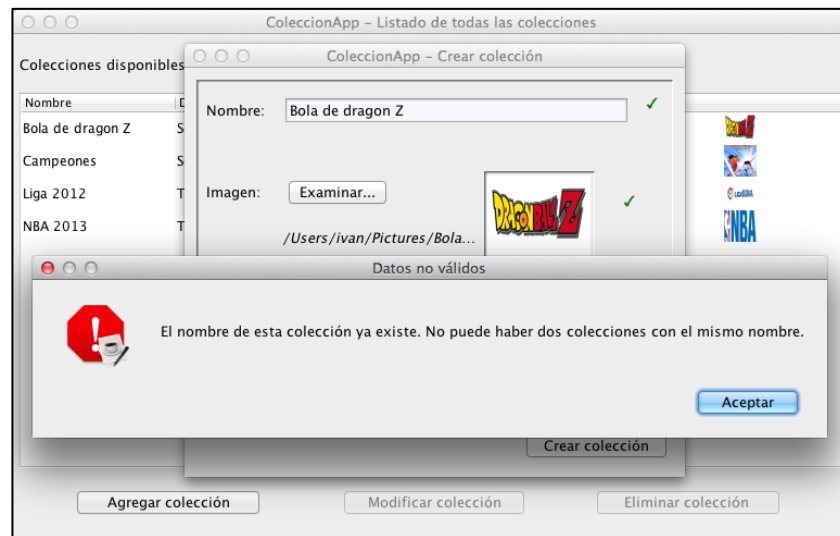 ColeccionApp – Listado de todas las colecciones
Colecciones disponibles
ColeccionApp – Crear colección
Nombre
D
Bola de dragon Z
S
Campeones
S
Liga 2012
T
NBA 2013
T
NBA
Nombre:
Bola de dragon Z
✓
Imagen:
Examinar...
DRAGON BALL Z
✓
/Users/ivan/Pictures/Bola...
Datos no válidos
El nombre de esta colección ya existe. No puede haber dos colecciones con el mismo nombre.
Aceptar
Crear colección
Agregar colección
Modificar colección
Eliminar colección